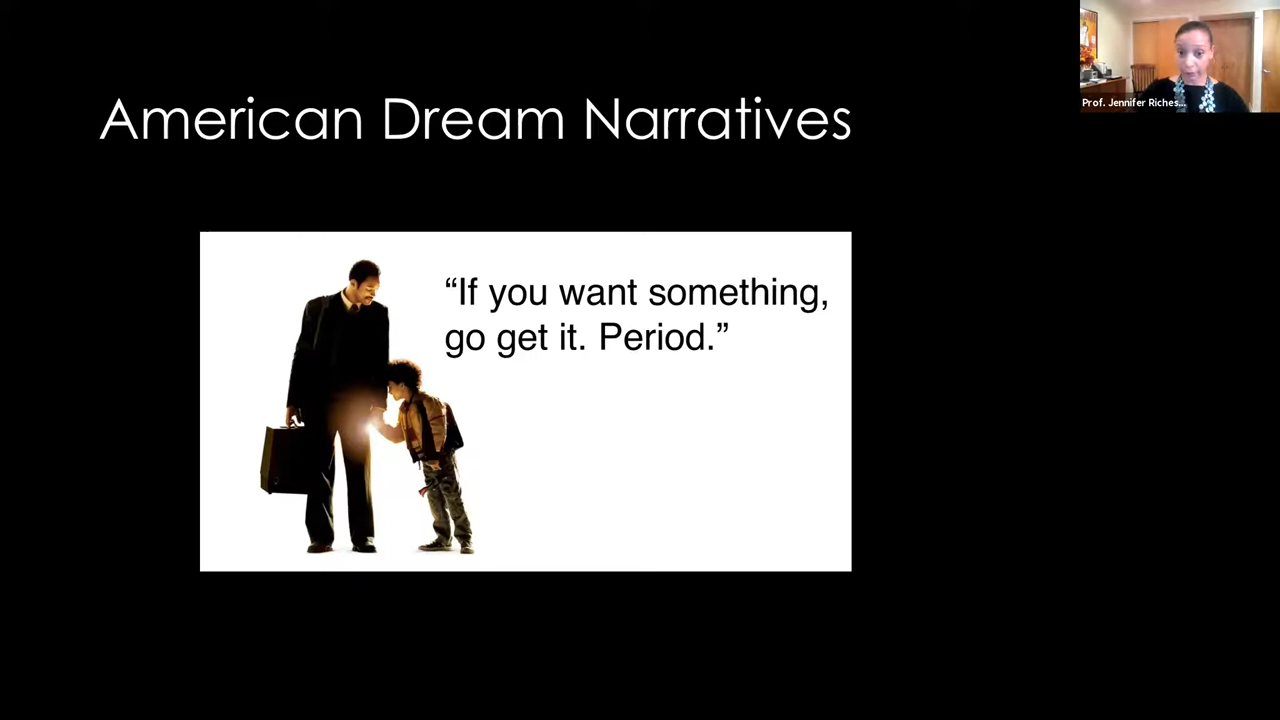 American Dream Narratives
“If you want something,
go get it. Period.”
Prof. Jennifer Riches...